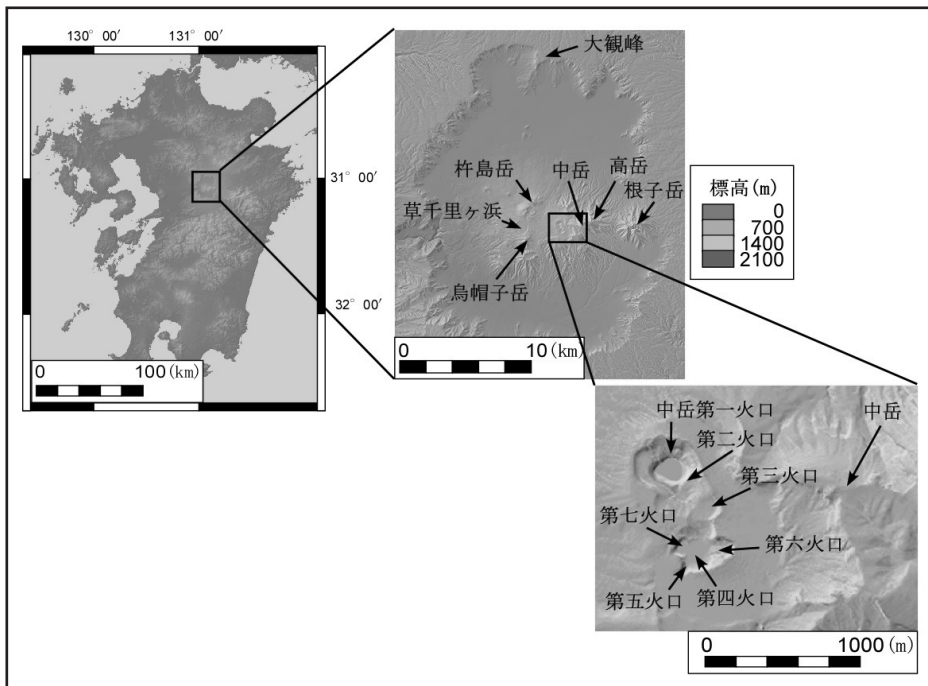 130° 00′
131° 00′
31° 00′
32° 00′
0
100(km)
大観峰
杵島岳
中岳
高岳
根子岳
草千里ヶ浜
烏帽子岳
0
10(km)
標高(m)
0
700
1400
2100
中岳第一火口
中岳
第二火口
第三火口
第七火口
第六火口
第五火口
第四火口
0
1000(m)